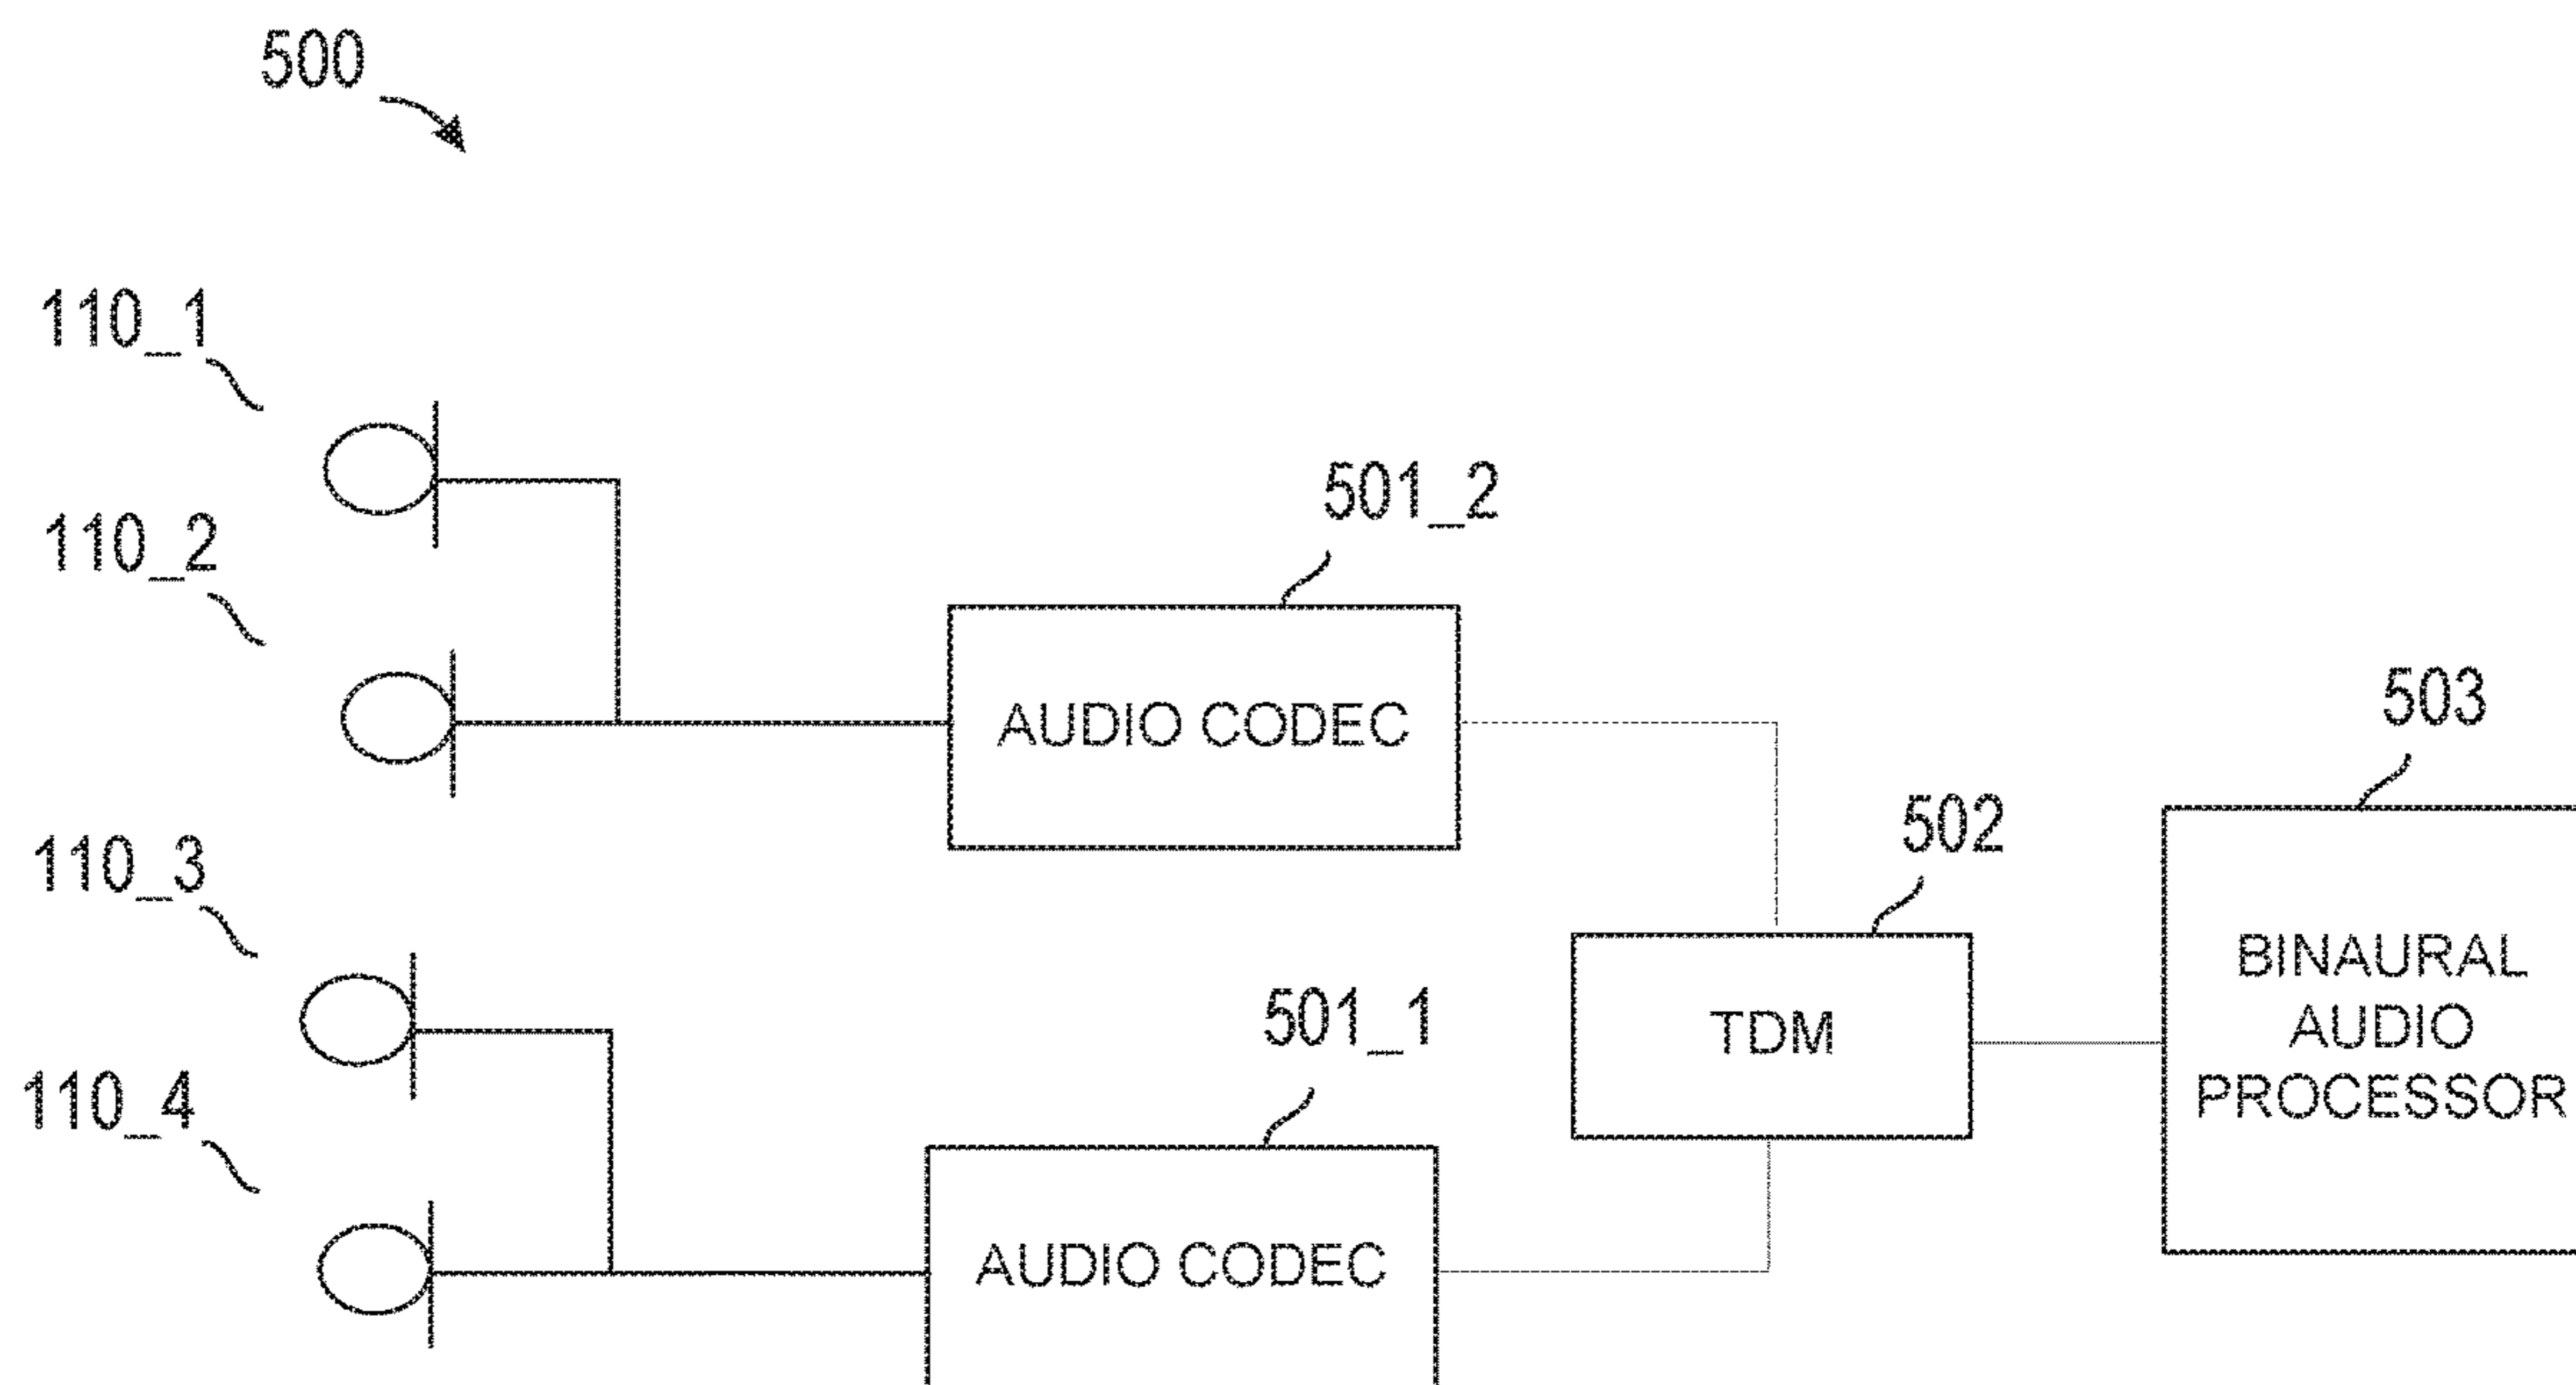 500
110_1
110_2
501_2
AUDIO CODEC
503
502
110_3
BINAURAL
AUDIO
PROCESSOR
TDM
501_1
110_4
AUDIO CODEC